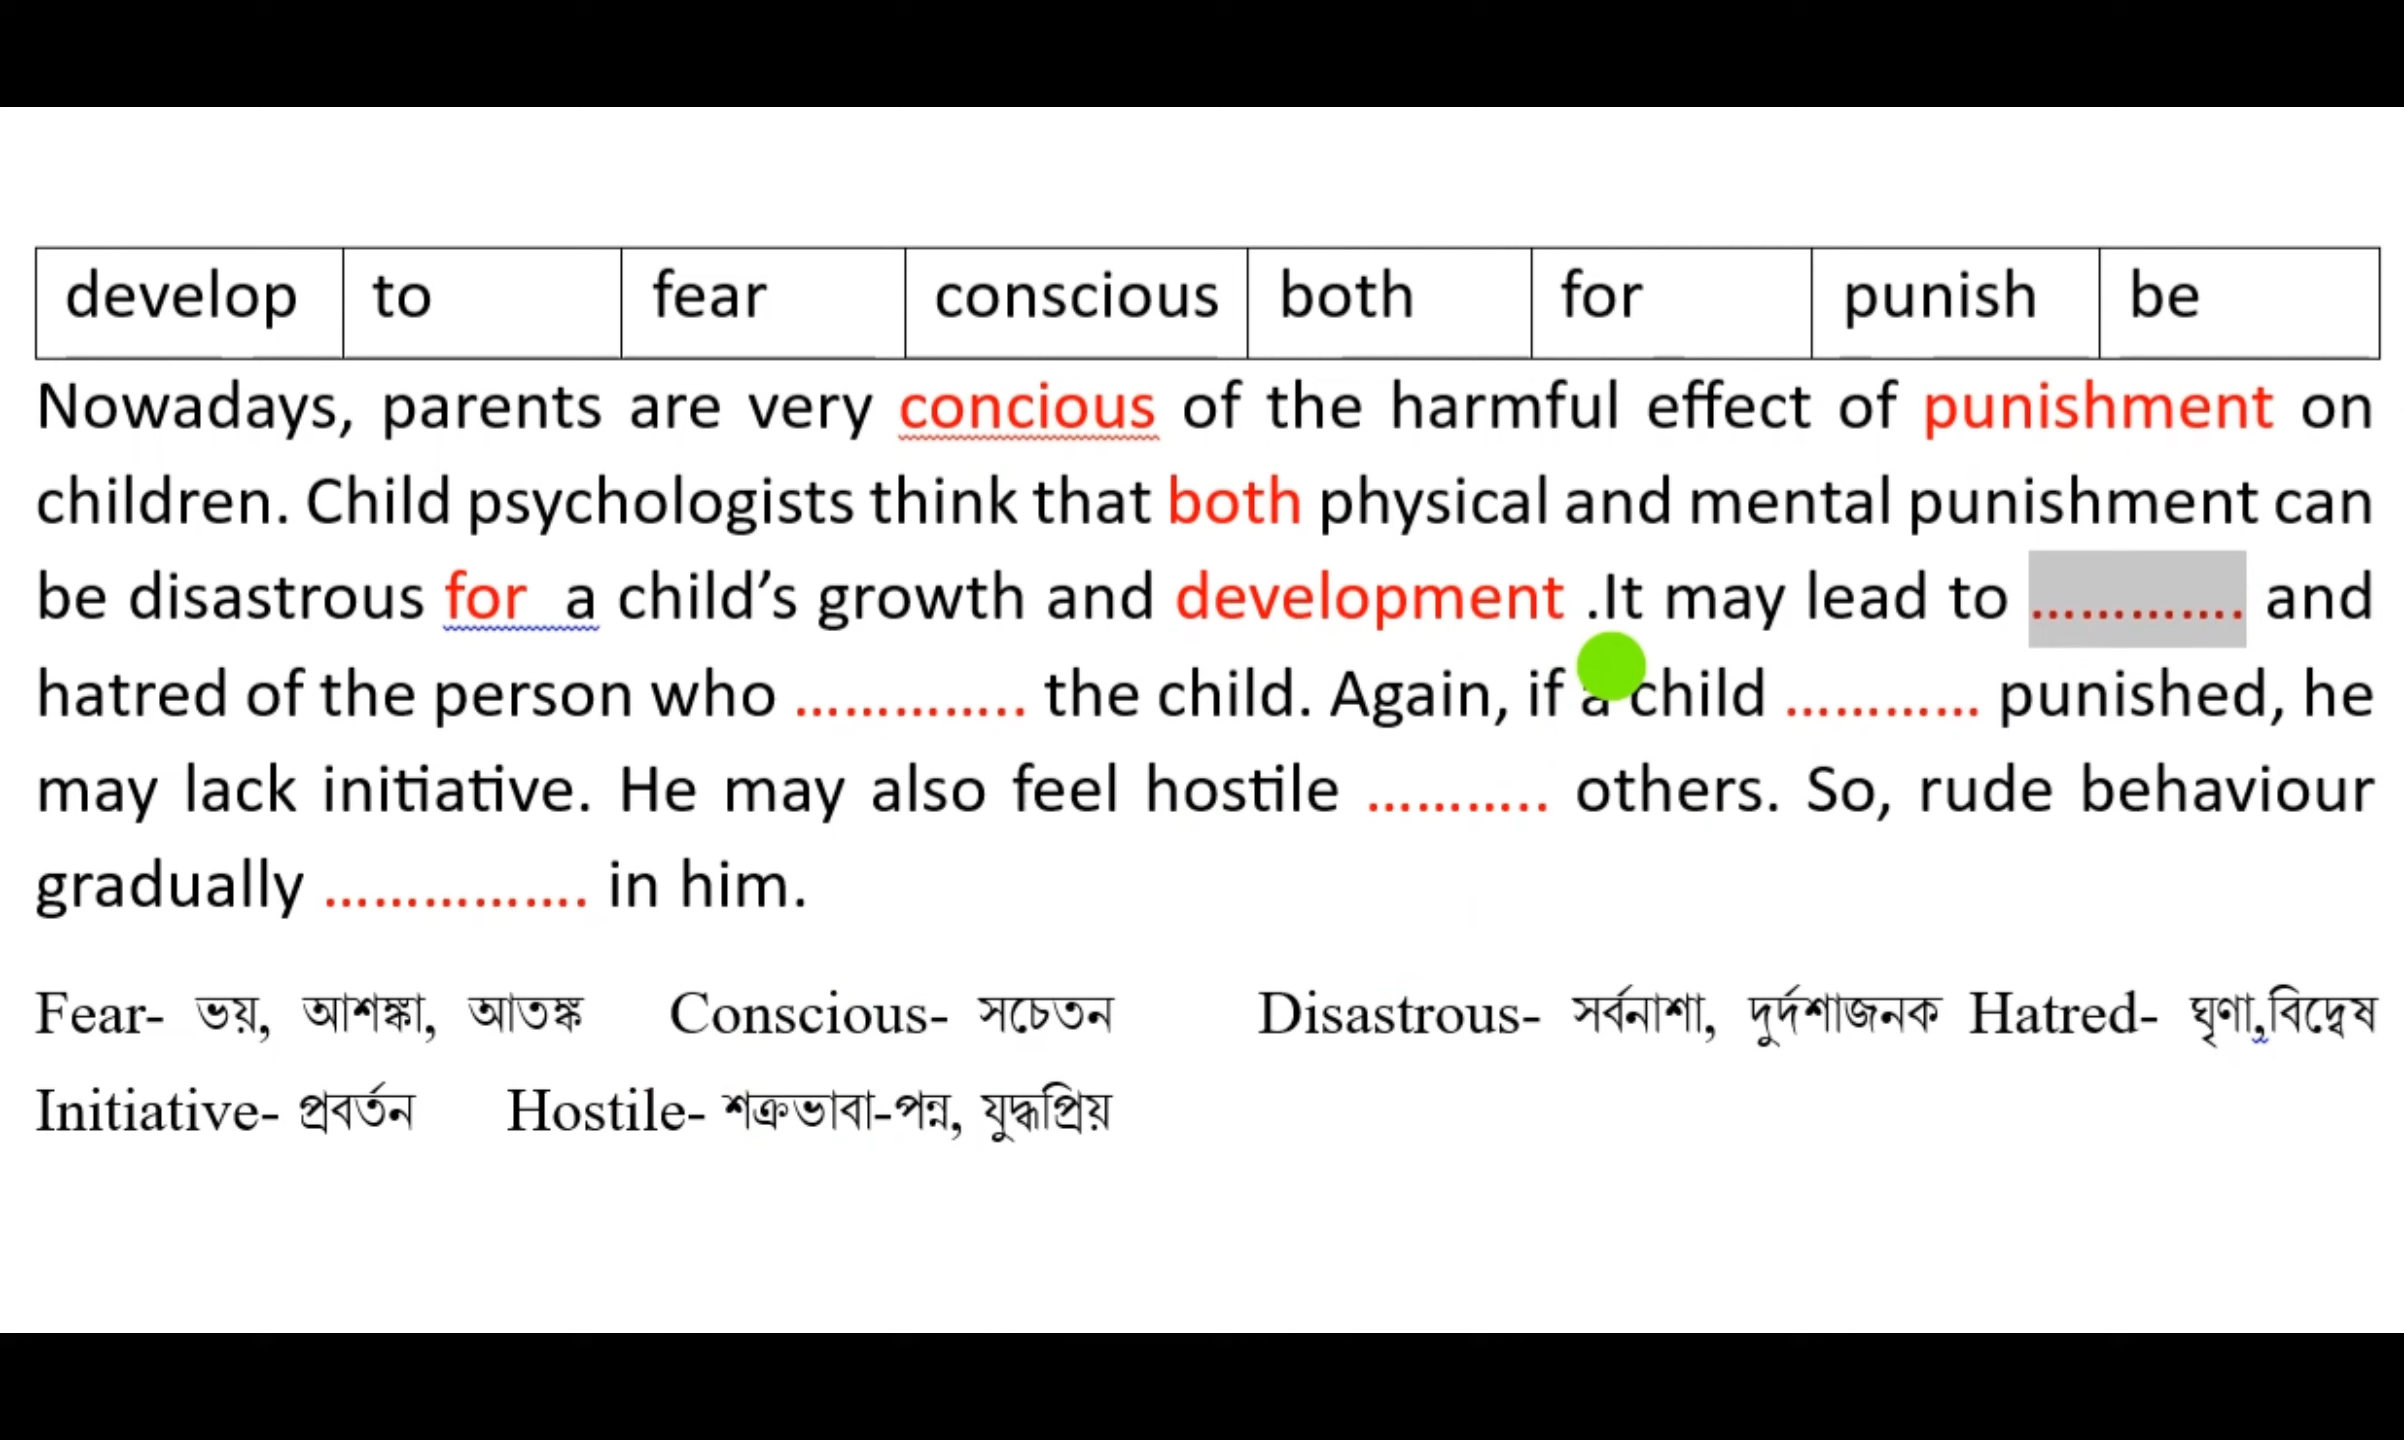 develop to fear conscious both for punish be
Nowadays, parents are very concious of the harmful effect of punishment on
children. Child psychologists think that both physical and mental punishment can
be disastrous for a child’s growth and development .It may lead to ………….. and
hatred of the person who ………….. the child. Again, if a child ………… punished, he
may lack initiative. He may also feel hostile ……….. others. So, rude behaviour
gradually ……………. in him.
Fear- ভয়, আশঙ্কা, আতঙ্ক Conscious- সচেতন Disastrous- সর্বনাশা, দুর্দশাজনক Hatred- ঘৃণা,বিদ্বেষ
Initiative- প্রবর্তন Hostile- শক্রভাবা-পন্ন, যুদ্ধপ্রিয়